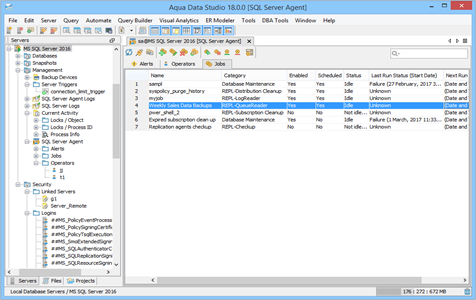 Aqua Data Studio 18.0.0 [SQL Server Agent]
File Server Query Automate Query Builder Visual Analytics ER Modeler Tools DBA Tools Window Help
Servers
sa@MS SQL Server 2016 [SQL Server Agent]
MS SQL Server 2016
Databases
Snapshots
Management
Backup Devices
Server Triggers
connection_limit_trigger
SQL Server Agent Logs
SQL Server Logs
Current Activity
Locks / Object
Locks / Process ID
Process Info
SQL Server Agent
Alerts
Jobs
Operators
jj
t1
Security
Linked Servers
g1
Server_Remote
Logins
##MS_PolicyEventProcess
##MS_PolicySigningCertific
##MS_PolicyTsqlExecution
##MS_SmoExtendedSigni
##MS_SQLAuthenticatorC
##MS_SQLReplicationSign
##MS_SQLResourceSignin
Alerts Operators Jobs
Name Category Enabled Scheduled Status Last Run Status (Start Date) Next Run
1 sampl Database Maintenance Yes Yes Idle Failure (27 February, 2017 ... (Date and
2 syspolicy_purge_history REPL-Distribution Cleanup Yes Yes Idle Unknown (Date and
3 myjob REPL-LogReader Yes Yes Idle Unknown (Date and
4 Weekly Sales Data Backups REPL-QueueReader Yes Yes Idle Unknown (Date and
5 over_shell_2 REPL-Subscription Cleanup No No Not idle... Unknown (Date and
6 Expired subscription clean up Database Maintenance Yes Yes Idle Failure (1 March, 2017 11:33... (Date and
7 Replication agents checkup REPL-Checkup No No Not idle... Unknown (Date and
Servers Files Projects
Local Database Servers / MS SQL Server 2016
176 : 272 : 672 MB